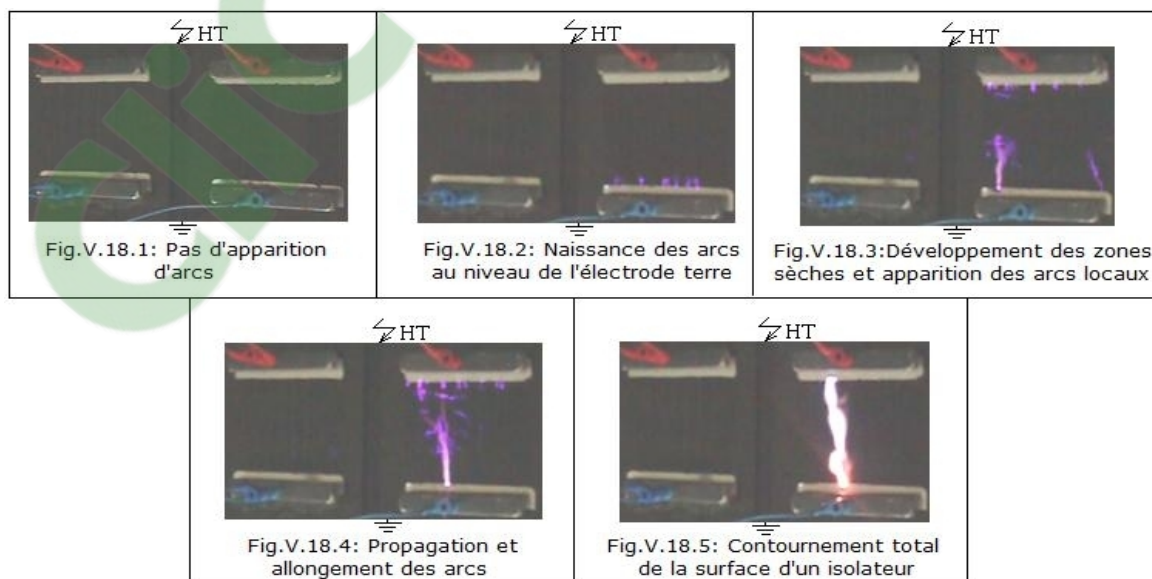 HT
Fig.V.18.1: Pas d'apparition
d'arcs
HT
Fig.V.18.2: Naissance des arcs
au niveau de l'électrode terre
HT
Fig.V.18.3:Développement des zones
sèches et apparition des arcs locaux
HT
Fig.V.18.4: Propagation et
allongement des arcs
HT
Fig.V.18.5: Contournement total
de la surface d'un isolateur